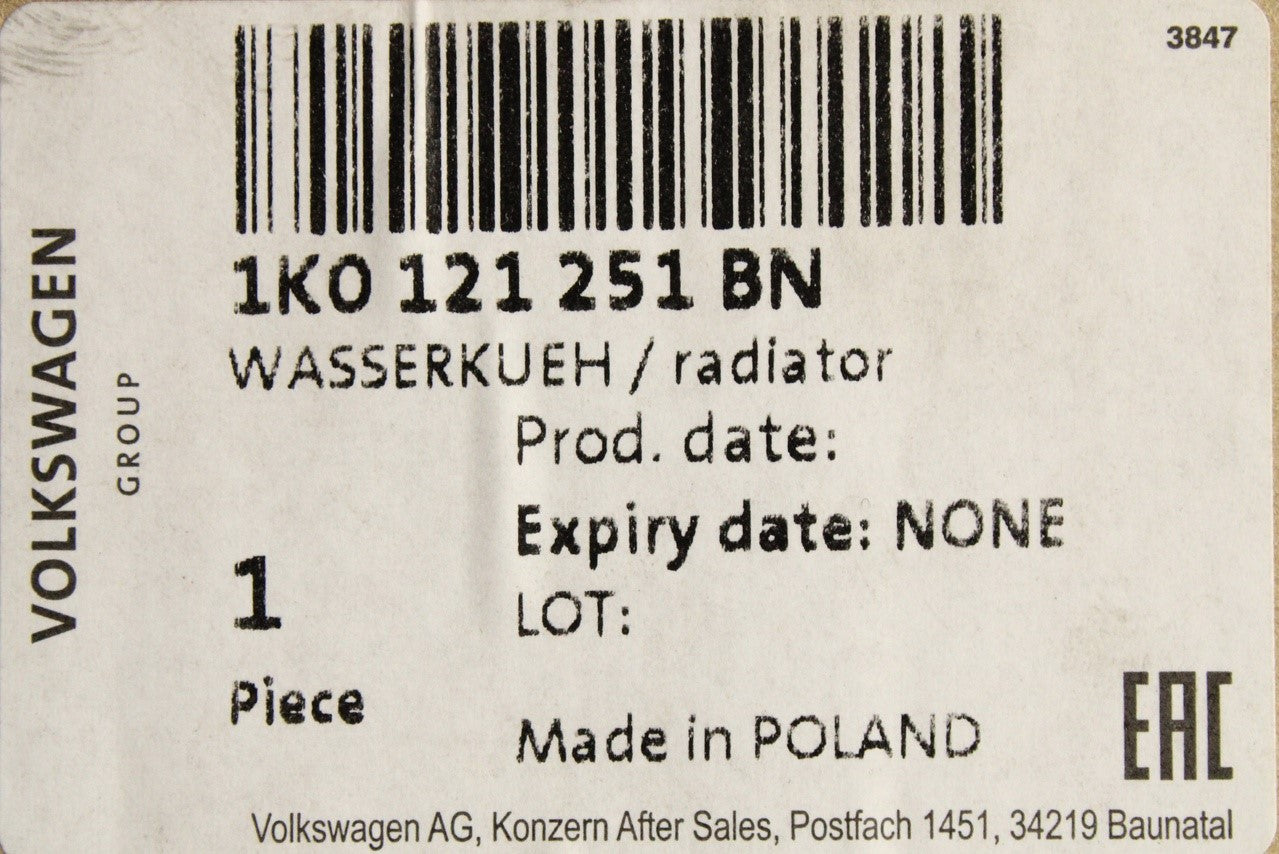 3847
1K0 121 251 BN
WASSERKUEH / radiator
Prod. date:
Expiry date: NONE
LOT:
1
Piece
Made in POLAND
EAC
Volkswagen AG, Konzern After Sales, Postfach 1451, 34219 Baunatal
VOLKSWAGEN
GROUP